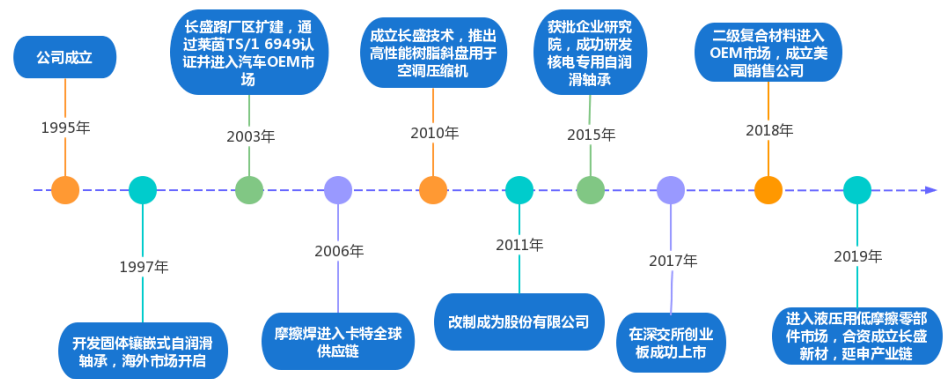 公司成立
1995年
1997年
开发固体镶嵌式自润滑
轴承，海外市场开启
长盛路厂区扩建，通
过莱茵TS/1 6949认
证并进入汽车OEM市
场
2003年
2006年
摩擦焊进入卡特全球
供应链
成立长盛技术，推出
高性能树脂斜盘用于
空调压缩机
2010年
2011年
改制成为股份有限公司
获批企业研究
院，成功研发
核电专用自润
滑轴承
2015年
2017年
在深交所创业
板成功上市
二级复合材料进入
OEM市场，成立美
国销售公司
2018年
2019年
进入液压用低摩擦零部
件市场，合资成立长盛
新材，延申产业链